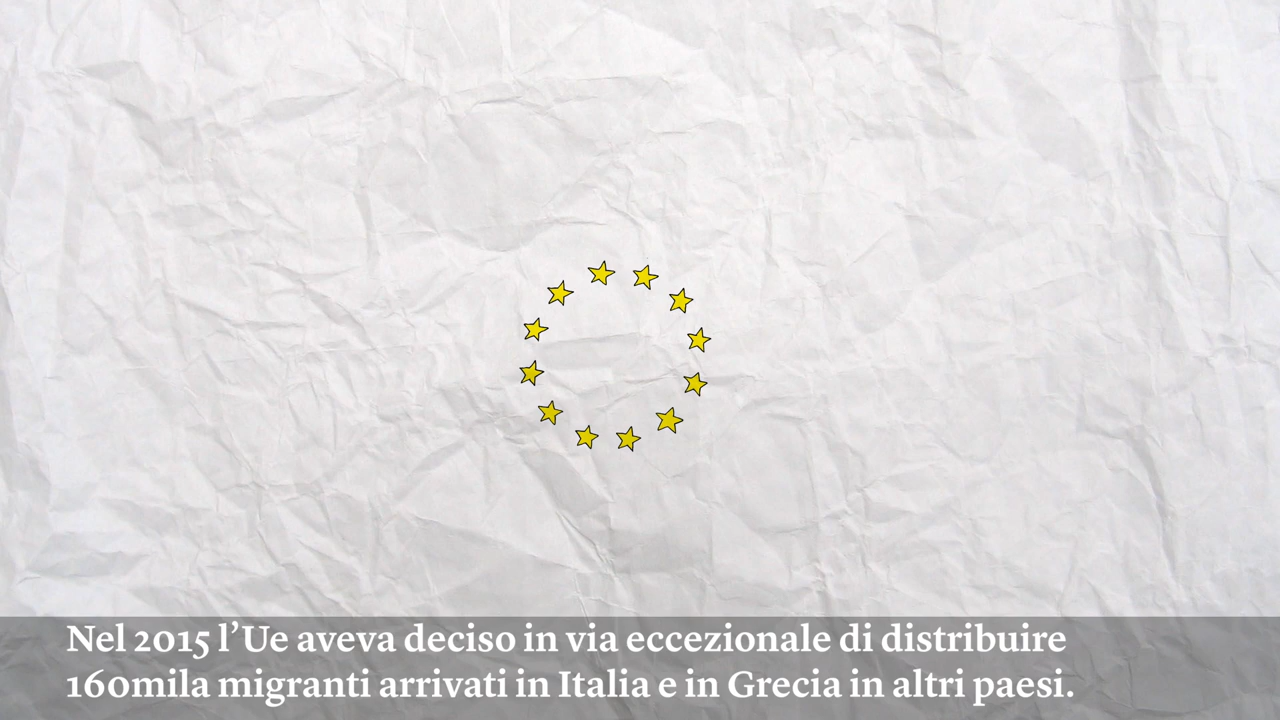 Nel 2015 l’Ue aveva deciso in via eccezionale di distribuire
160mila migranti arrivati in Italia e in Grecia in altri paesi.